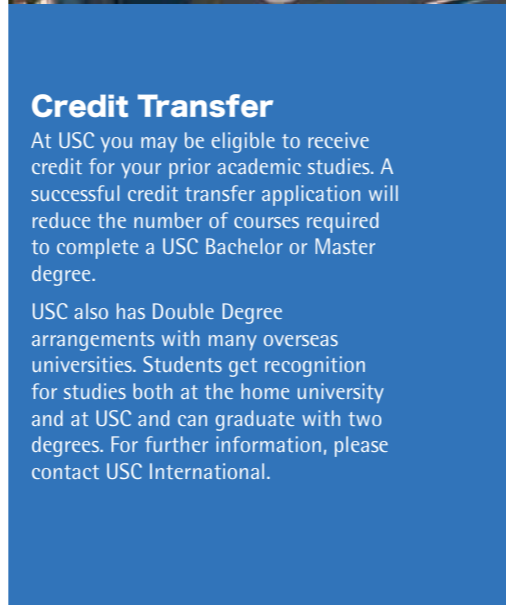 Credit Transfer
At USC you may be eligible to receive
credit for your prior academic studies. A
successful credit transfer application will
reduce the number of courses required
to complete a USC Bachelor or Master
degree.
USC also has Double Degree
arrangements with many overseas
universities. Students get recognition
for studies both at the home university
and at USC and can graduate with two
degrees. For further information, please
contact USC International.